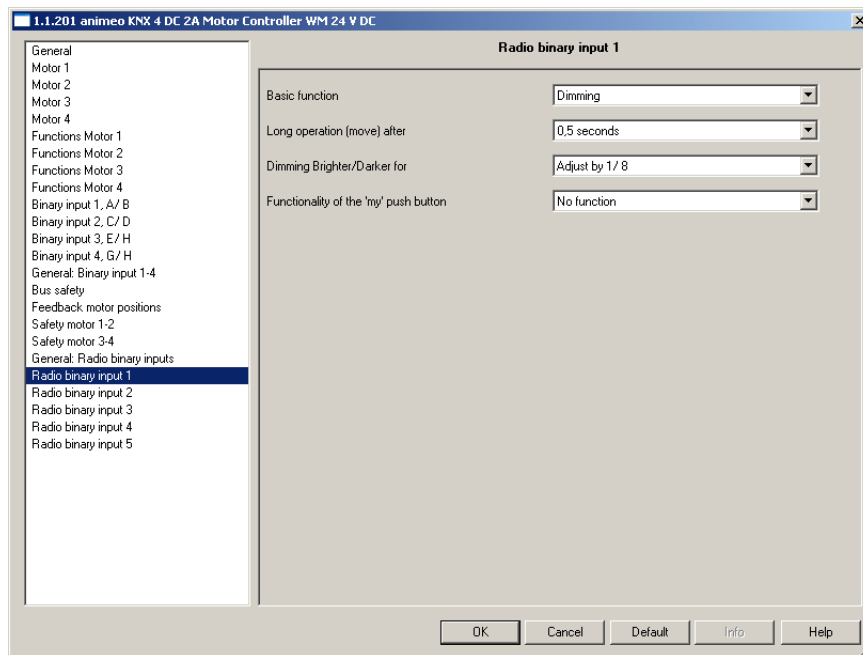 1.1.201 animeo KNX 4 DC 2A Motor Controller WM 24 V DC
General
Motor 1
Motor 2
Motor 3
Motor 4
Functions Motor 1
Functions Motor 2
Functions Motor 3
Functions Motor 4
Binary input 1, A/ B
Binary input 2, C/ D
Binary input 3, E/ H
Binary input 4, G/ H
General: Binary input 1-4
Bus safety
Feedback motor positions
Safety motor 1-2
Safety motor 3-4
General: Radio binary inputs
Radio binary input 1
Radio binary input 2
Radio binary input 3
Radio binary input 4
Radio binary input 5
Radio binary input 1
Basic function
Dimming
Long operation (move) after
0,5 seconds
Dimming Brighter/Darker for
Adjust by 1/ 8
Functionality of the 'my' push button
No function
OK
Cancel
Default
Info
Help